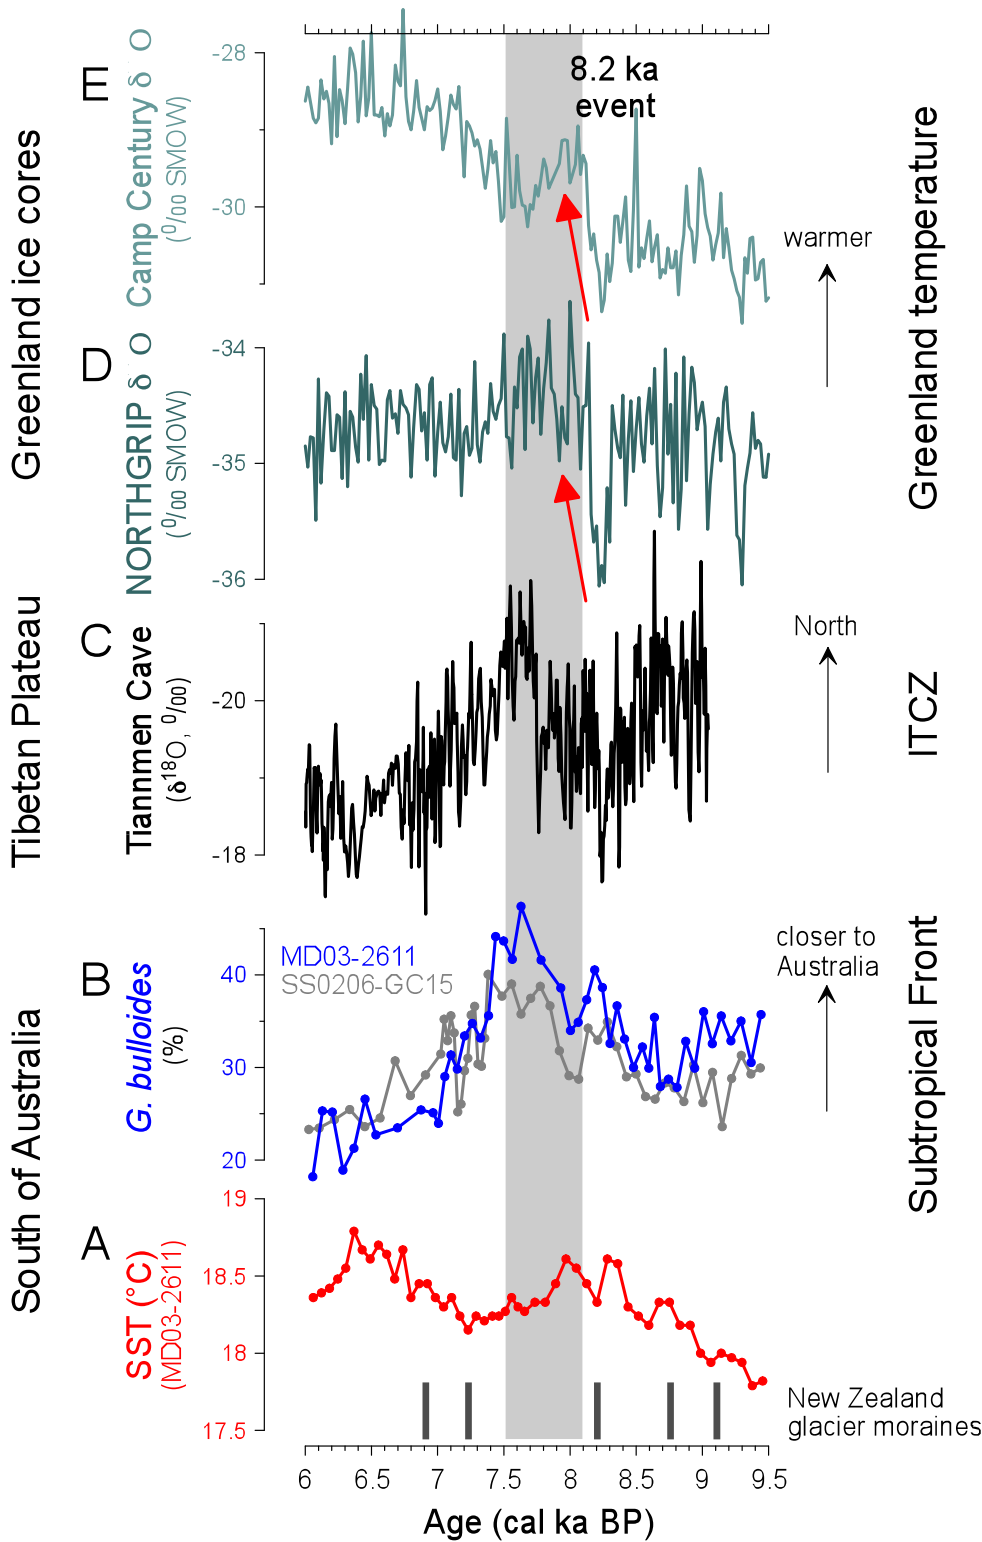 8.2 ka
event
E
Greenland ice cores
Camp Century δ O
(0/00 SMOW)
-28
-30
warmer
Greenland temperature
D
NORTHGRIP δ O
(0/00 SMOW)
-34
-35
-36
C
Tibetan Plateau
Tiannmen Cave
(δ18O, 0/00)
-20
-18
North
ITCZ
B
South of Australia
G. bulloides
(%)
MD03-2611
SS0206-GC15
40
30
20
closer to
Australia
Subtropical Front
A
SST (°C)
(MD03-2611)
19
18.5
18
17.5
New Zealand
glacier moraines
6 6.5 7 7.5 8 8.5 9 9.5
Age (cal ka BP)